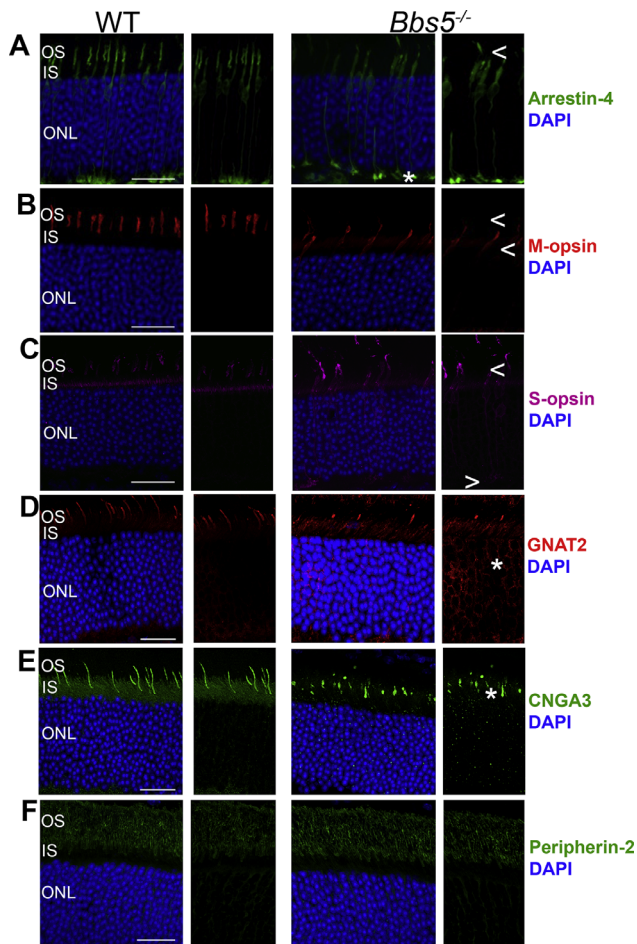 WT Bbs5-/-
A OS IS ONL * < Arrestin-4 DAPI
B OS IS ONL < < M-opsin DAPI
C OS IS ONL < > S-opsin DAPI
D OS IS ONL * GNAT2 DAPI
E OS IS ONL * CNGA3 DAPI
F OS IS ONL Peripherin-2 DAPI